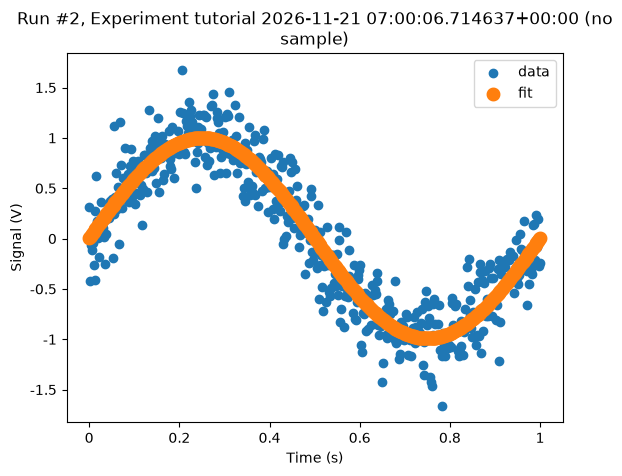 Run #2, Experiment tutorial 2026-11-21 07:00:06.714637+00:00 (no
sample)
data
fit
1.5
1
0.5
0
-0.5
-1
-1.5
Signal (V)
0
0.2
0.4
0.6
0.8
1
Time (s)